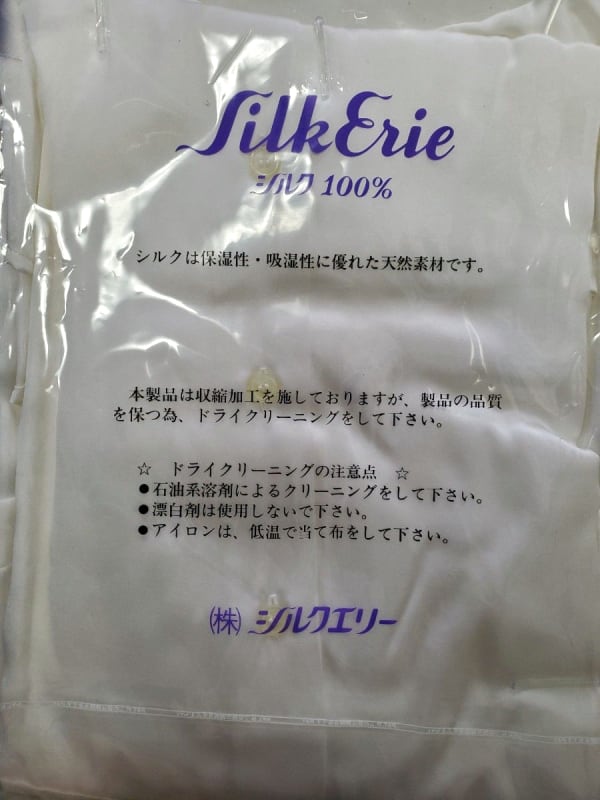 SilkErie
シルク 100%
シルクは保湿性・吸湿性に優れた天然素材です。
本製品は収縮加工を施しておりますが、製品の品質
を保つ為、ドライクリーニングをして下さい。
☆ ドライクリーニングの注意点 ☆
●石油系溶剤によるクリーニングをして下さい。
●漂白剤は使用しないで下さい。
●アイロンは、低温で当て布をして下さい。
㈱ シルクエリー